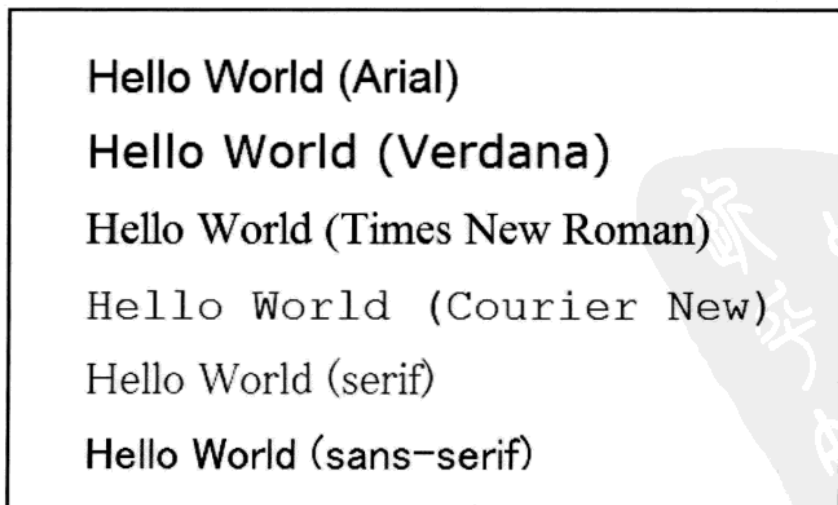 Hello World (Arial)
Hello World (Verdana)
Hello World (Times New Roman)
Hello World (Courier New)
Hello World (serif)
Hello World (sans-serif)